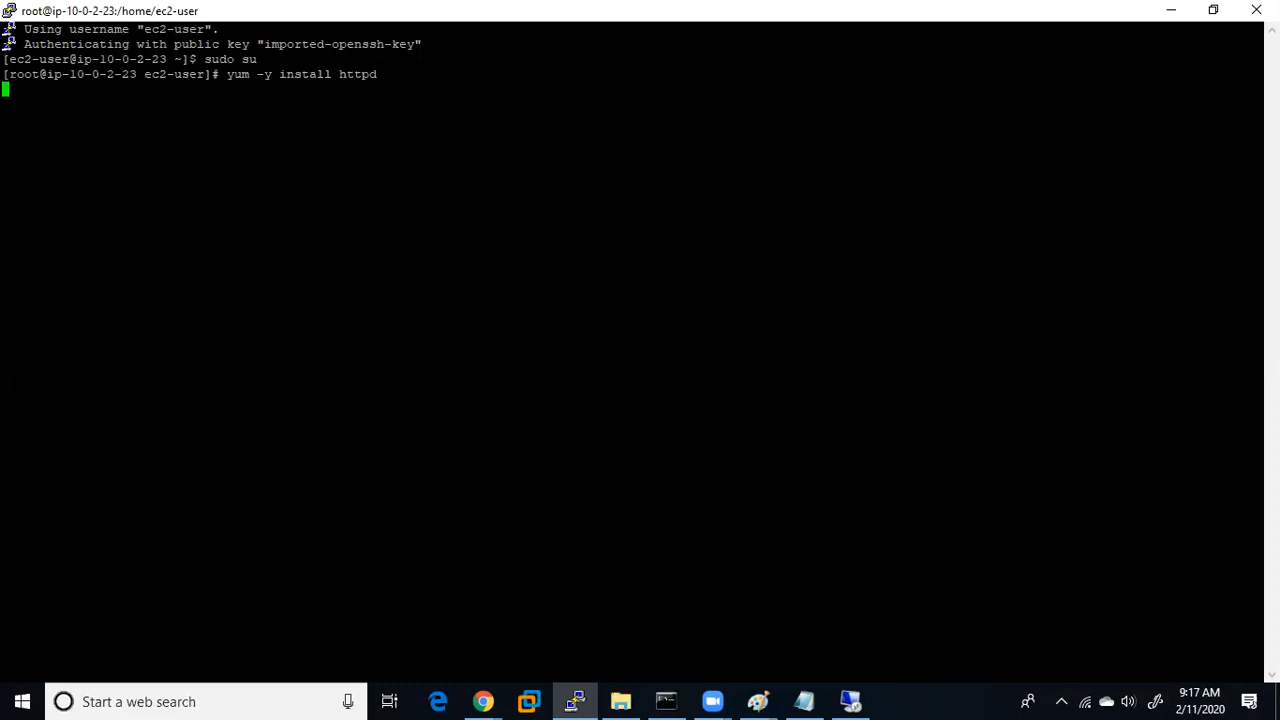 root@ip-10-0-2-23:/home/ec2-user
Using username "ec2-user".
Authenticating with public key "imported-openssh-key"
[ec2-user@ip-10-0-2-23 ~]$ sudo su
[root@ip-10-0-2-23 ec2-user]# yum -y install httpd
Start a web search
9:17 AM
2/11/2020